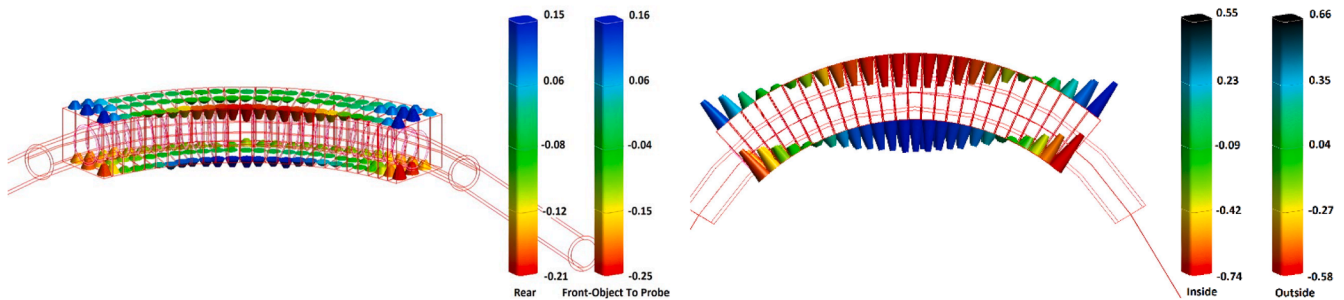 0.15 0.16 0.55 0.66
0.06 0.06 0.23 0.35
-0.08 -0.04 -0.09 0.04
-0.12 -0.15 -0.42 -0.27
-0.21 -0.25 -0.74 -0.58
Rear Front-Object To Probe Inside Outside